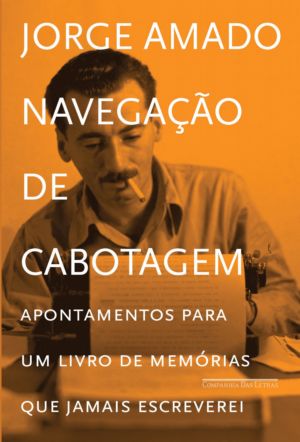 JORGE AMADO
NAVEGAÇÃO
DE
CABOTAGEM
APONTAMENTOS PARA
UM LIVRO DE MEMÓRIAS
COMPANHIA DAS LETRAS
QUE JAMAIS ESCREVEREI